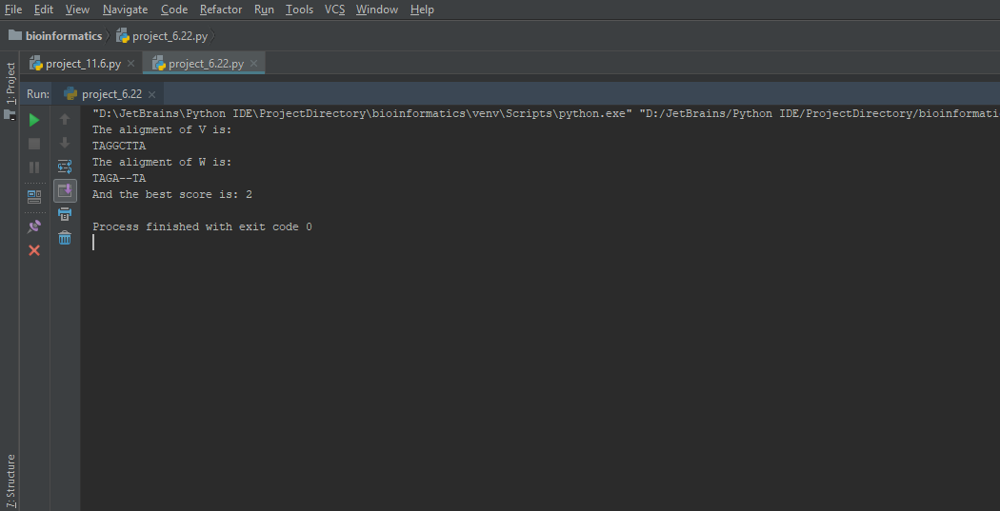 File Edit View Navigate Code Refactor Run Tools VCS Window Help
bioinformatics project_6.22.py
project_11.6.py project_6.22.py
1: Project
Run: project_6.22
"D:\JetBrains\Python IDE\ProjectDirectory\bioinformatics\venv\Scripts\python.exe" "D:/JetBrains/Python IDE/ProjectDirectory/bioinformati
The aligment of V is:
TAGGCTTA
The aligment of W is:
TAGA--TA
And the best score is: 2
Process finished with exit code 0
7: Structure